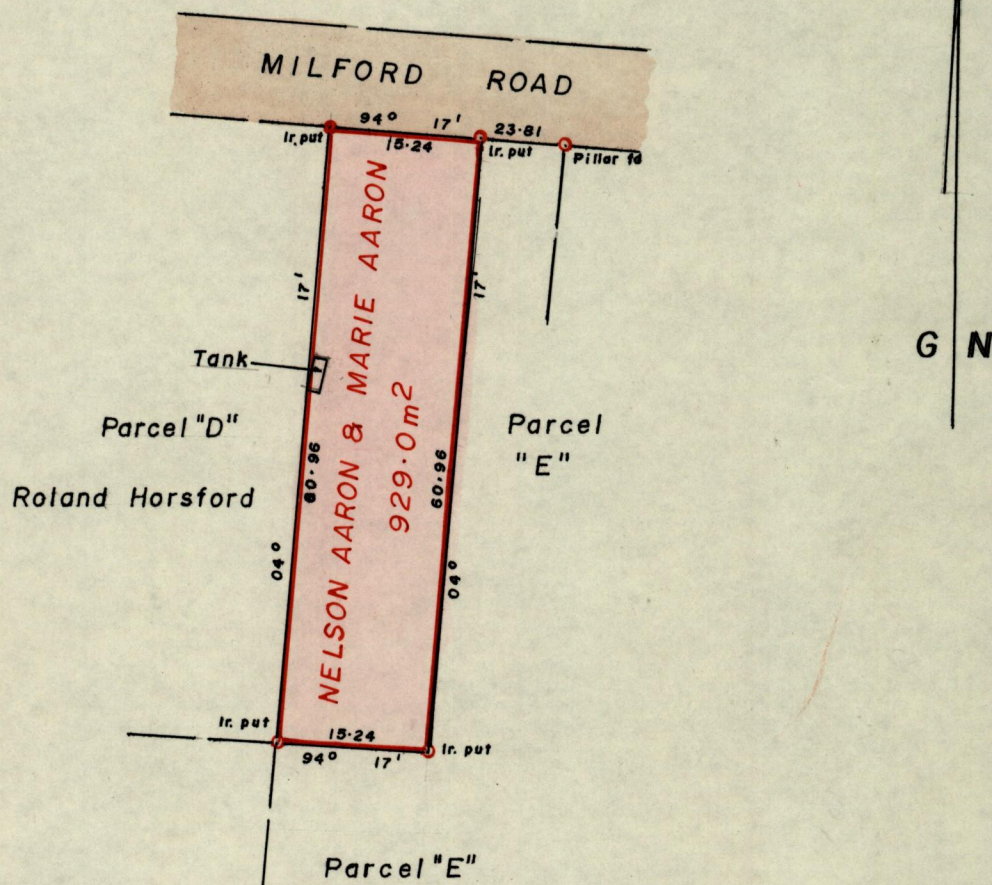 MILFORD ROAD
94° 17' 23·81
Ir. put 15·24 Ir. put Pillar fd
17' 17'
NELSON AARON & MARIE AARON
929·0m2
Tank
G N
Parcel "D"
Parcel
"E"
60·96 60·96
Roland Horsford
04° 04°
Ir. put 15·24 Ir. put
94° 17'
Parcel "E"